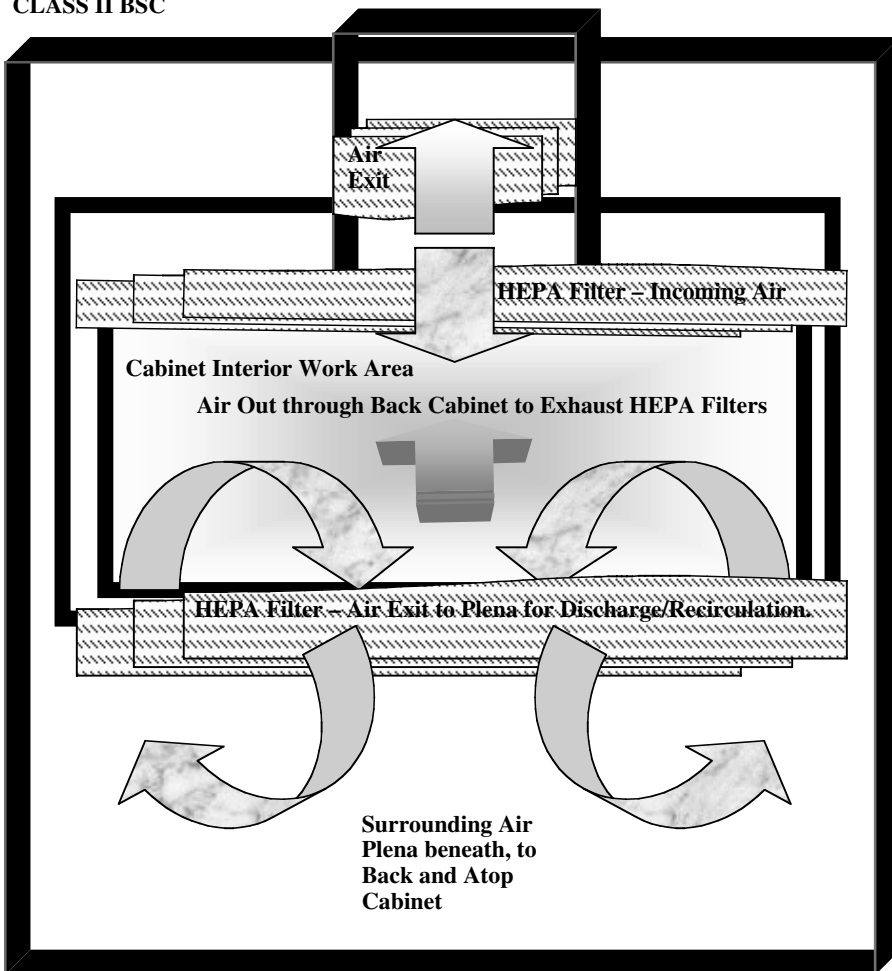 CLASS II BSC
Air
Exit
HEPA Filter – Incoming Air
Cabinet Interior Work Area
Air Out through Back Cabinet to Exhaust HEPA Filters
HEPA Filter – Air Exit to Plena for Discharge/Recirculation.
Surrounding Air
Plena beneath, to
Back and Atop
Cabinet